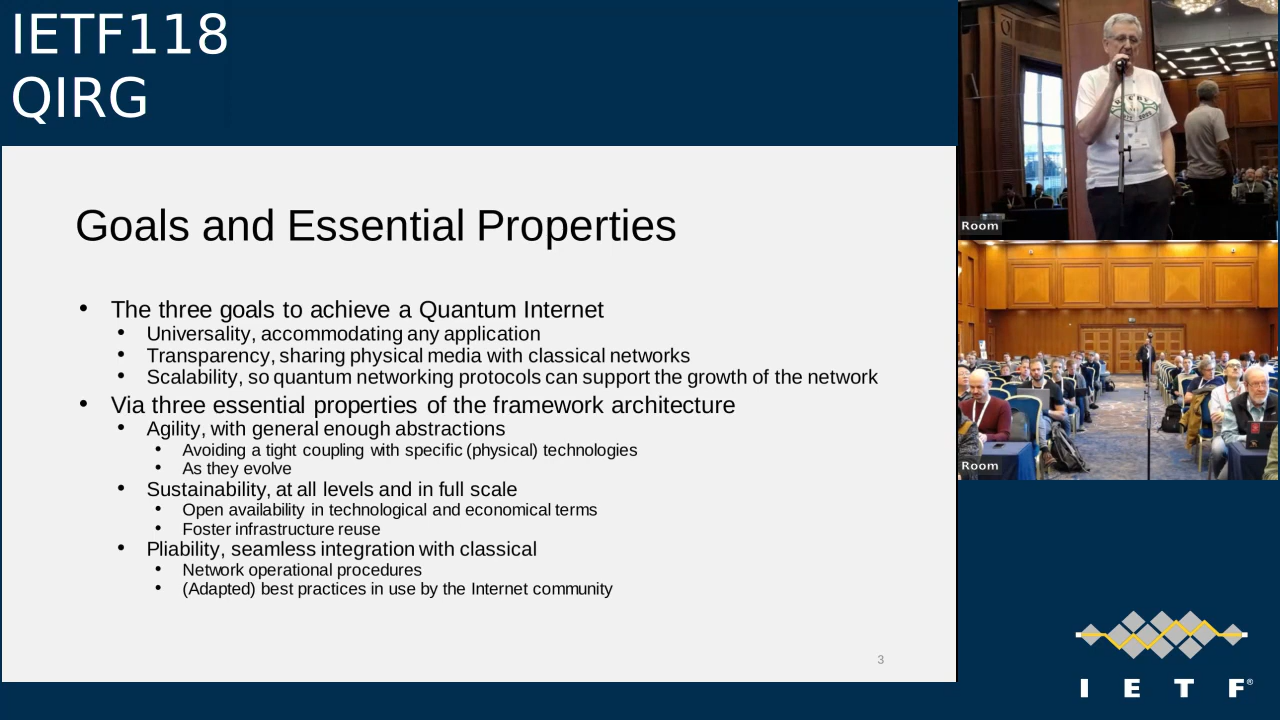 IETF118
QIRG
Goals and Essential Properties
• The three goals to achieve a Quantum Internet
• Universality, accommodating any application
• Transparency, sharing physical media with classical networks
• Scalability, so quantum networking protocols can support the growth of the network
• Via three essential properties of the framework architecture
• Agility, with general enough abstractions
• Avoiding a tight coupling with specific (physical) technologies
• As they evolve
• Sustainability, at all levels and in full scale
• Open availability in technological and economical terms
• Foster infrastructure reuse
• Pliability, seamless integration with classical
• Network operational procedures
• (Adapted) best practices in use by the Internet community
3
Room
Room
I E T F®